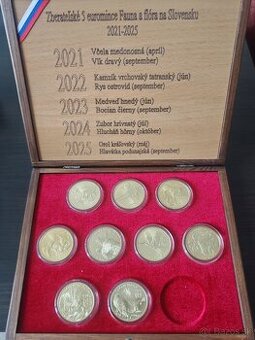 Zberateľské 5 euromince Fauna a flóra na Slovensku
2021-2025
2021 Včela medonosná (apríl)
Vlk dravý (september)
2022 Kamzík vrchovský tatranský (jún)
Rys ostrovid (september)
2023 Medveď hnedý (jún)
Bocian čierny (september)
2024 Zubor hrivnatý (júl)
Hlucháň hôrny (október)
2025 Orol kráľovský (máj)
Hlavátka podunajská (september)